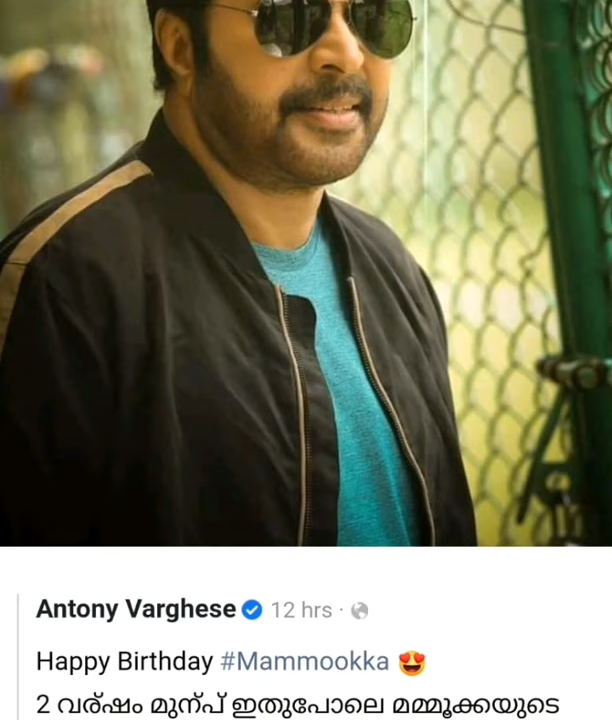 Antony Varghese 12 hrs ·
Happy Birthday #Mammookka 😍
2 വർഷം മുന്പ് ഇതുപോലെ മമ്മൂക്കയുടെ